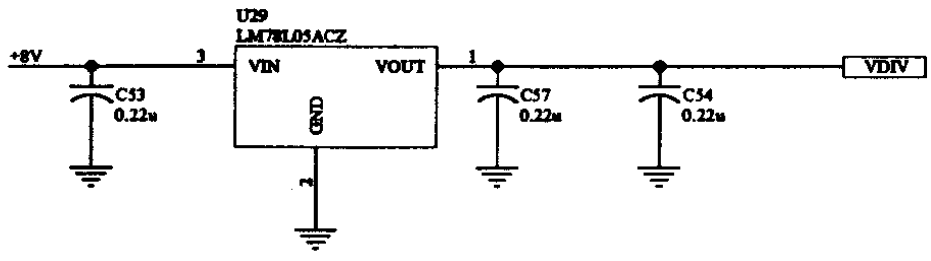 U29
LM78L05ACZ
+8V
3
VIN
VOUT
1
VDIV
C53
0.22u
GND
C57
0.22u
C54
0.22u
2